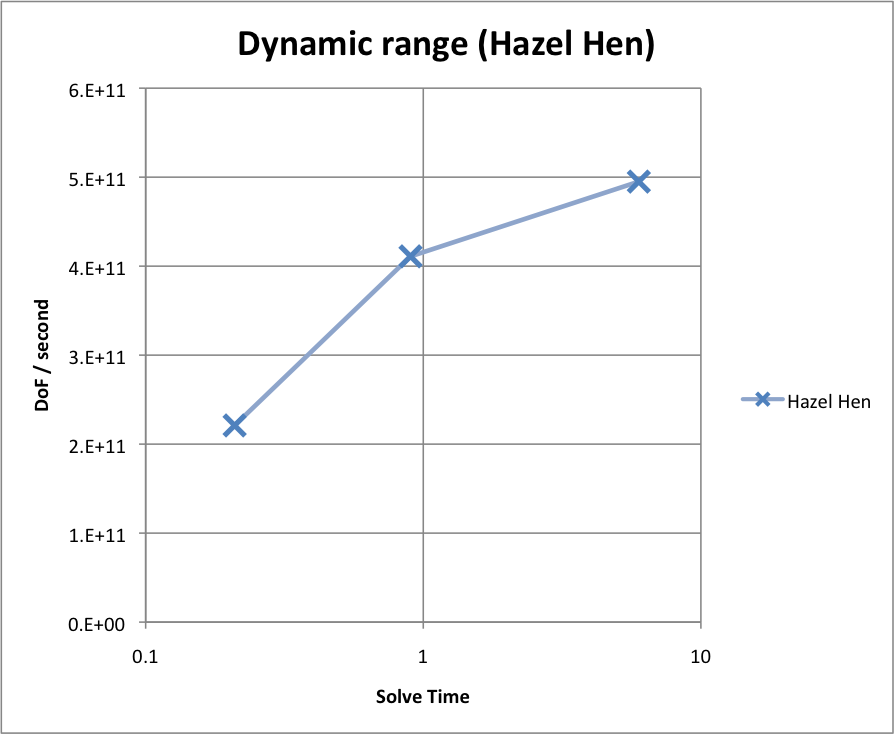 Dynamic range (Hazel Hen)
6.E+11
5.E+11
4.E+11
3.E+11
2.E+11
1.E+11
0.E+00
DoF / second
0.1
1
10
Solve Time
Hazel Hen